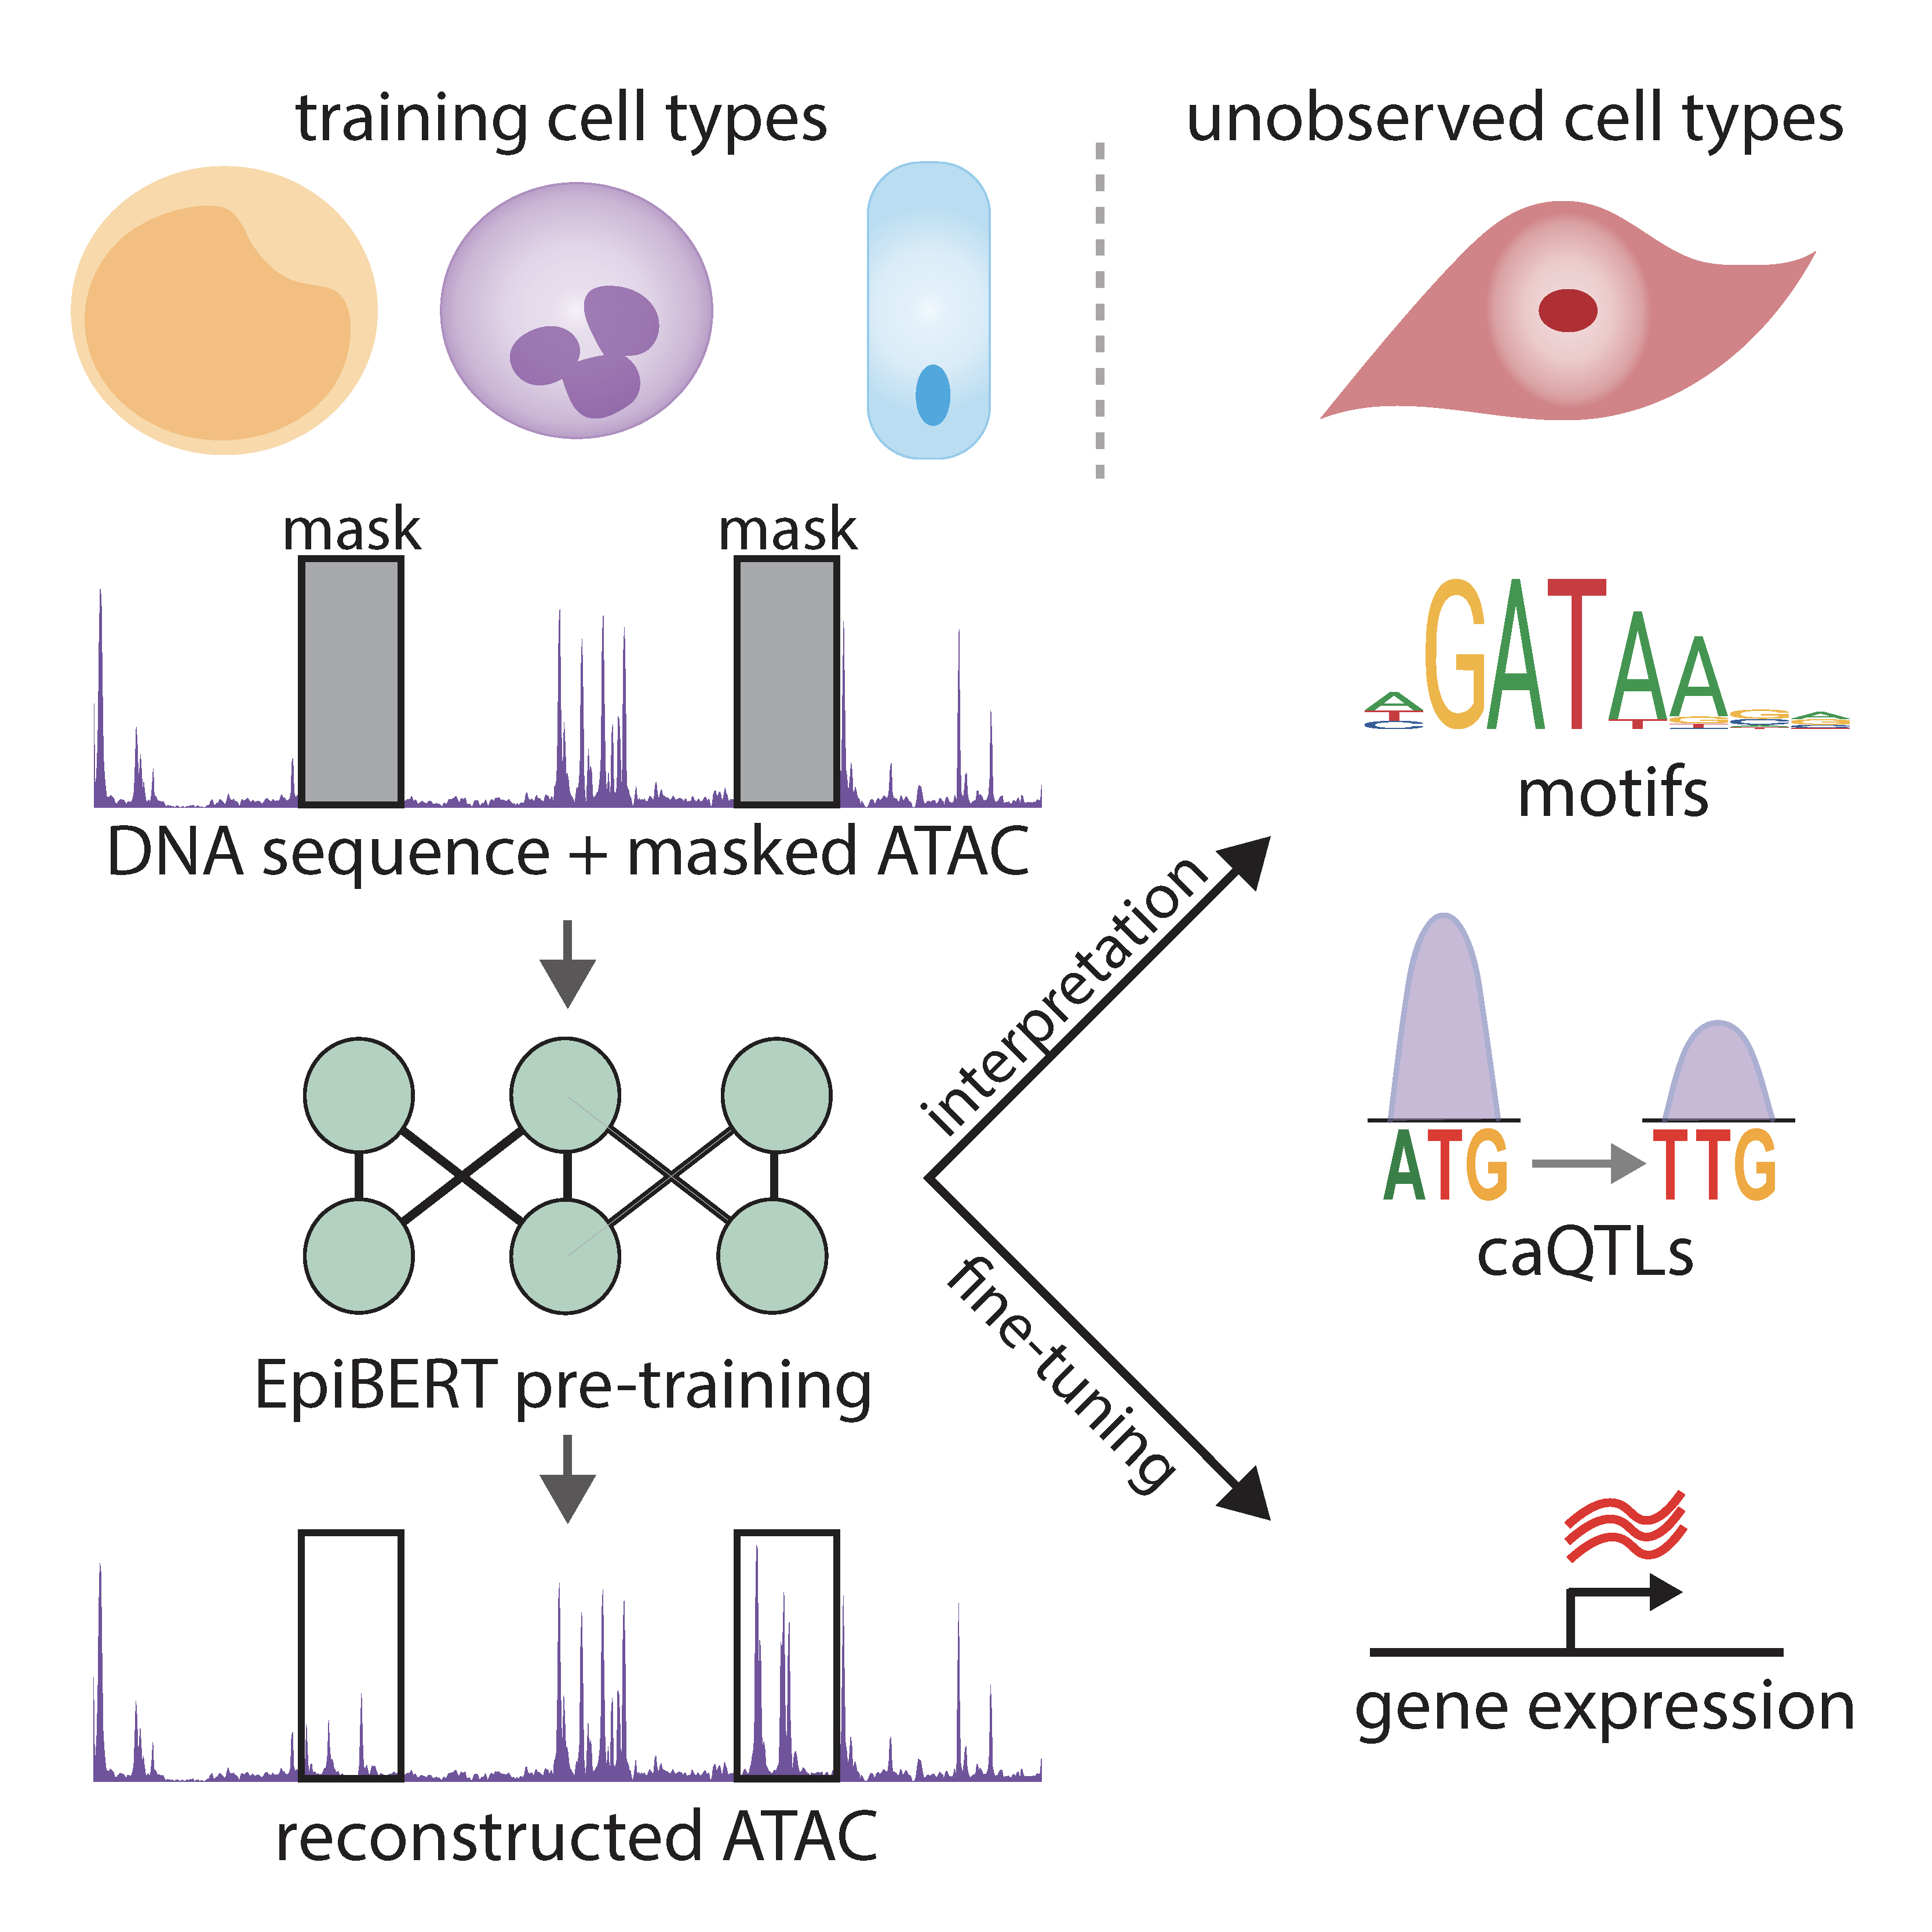 training cell types
unobserved cell types
mask
mask
DNA sequence + masked ATAC
GATAA
motifs
interpretation
ATG
TTG
caQTLs
EpiBERT pre-training
fine-tuning
gene expression
reconstructed ATAC